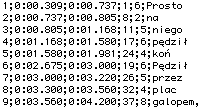 1;0:00.309;0:00.737;1;6;Prosto
2;0:00.737;0:00.805;8;2;na
3;0:00.805;0:01.168;11;5;niego
4;0:01.168;0:01.580;17;6;pędził
5;0:01.580;0:01.981;24;4;koń
6;0:02.675;0:03.000;19;6;Pędził
7;0:03.000;0:03.220;26;5;przez
8;0:03.300;0:03.560;32;4;plac
9;0:03.560;0:04.200;37;8;galopem,